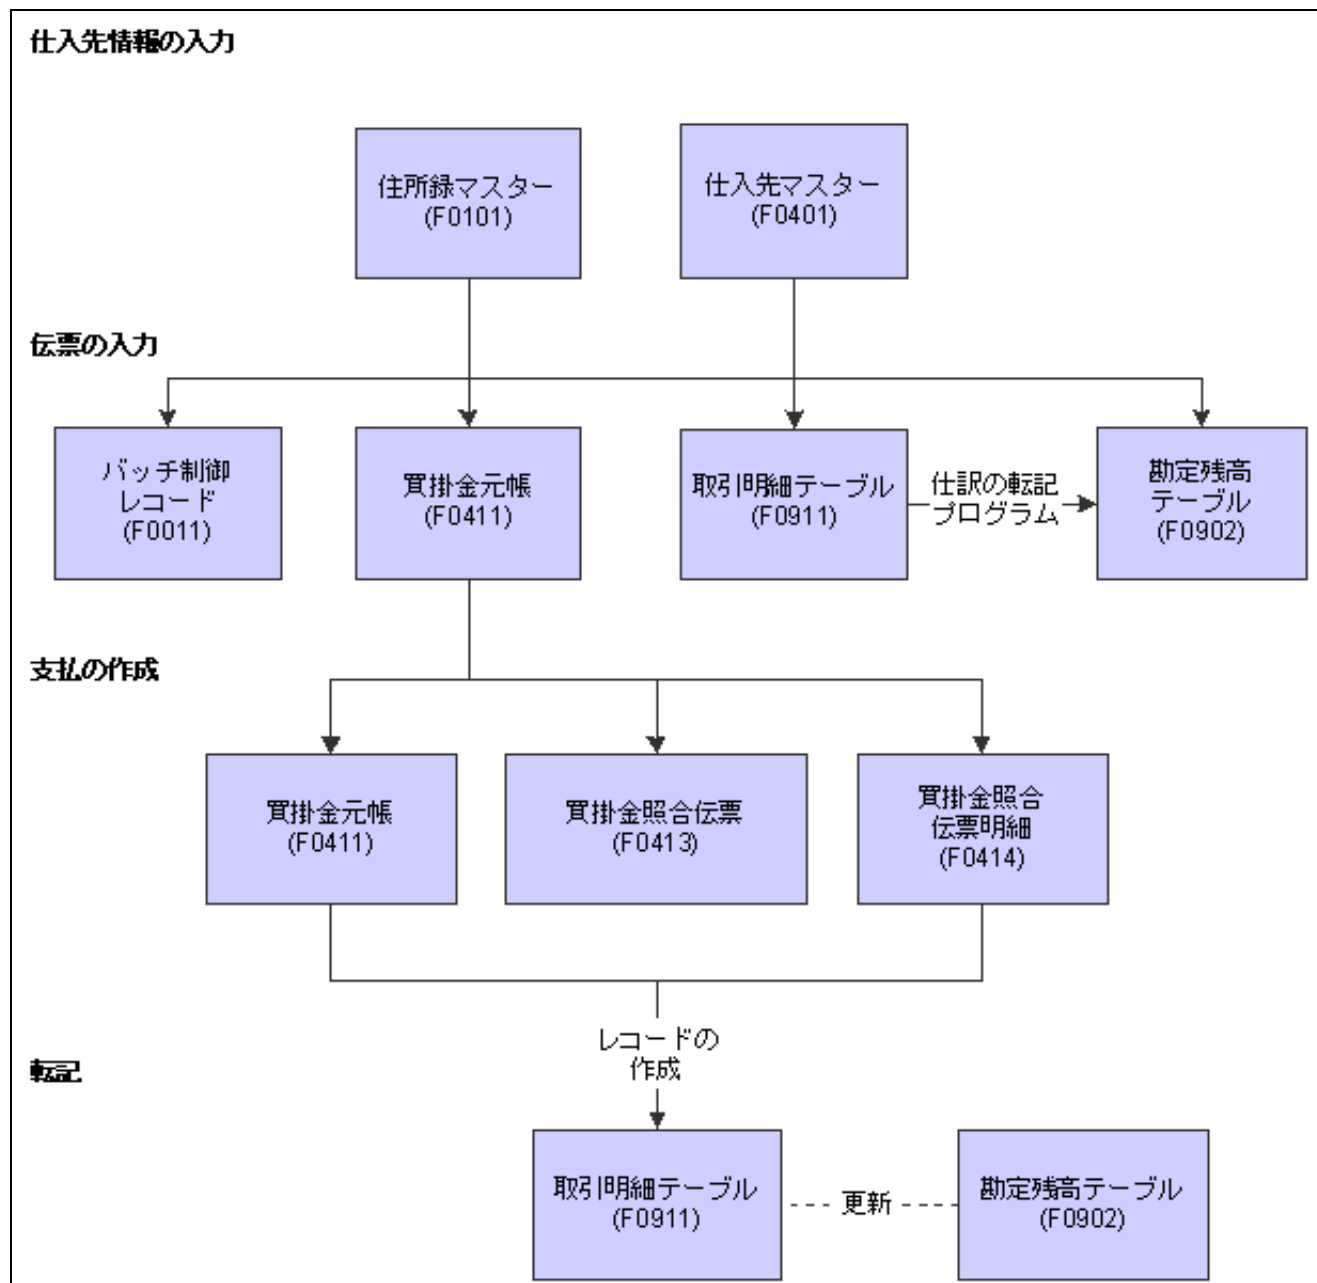 仕入先情報の入力
住所録マスター
(F0101)
仕入先マスター
(F0401)
伝票の入力
バッチ制御
レコード
(F0011)
買掛金元帳
(F0411)
取引明細テーブル
(F0911)
仕訳の転記
プログラム
勘定残高
テーブル
(F0902)
支払の作成
買掛金元帳
(F0411)
買掛金照合伝票
(F0413)
買掛金照合
伝票明細
(F0414)
レコードの
作成
転記
取引明細テーブル
(F0911)
更新
勘定残高テーブル
(F0902)